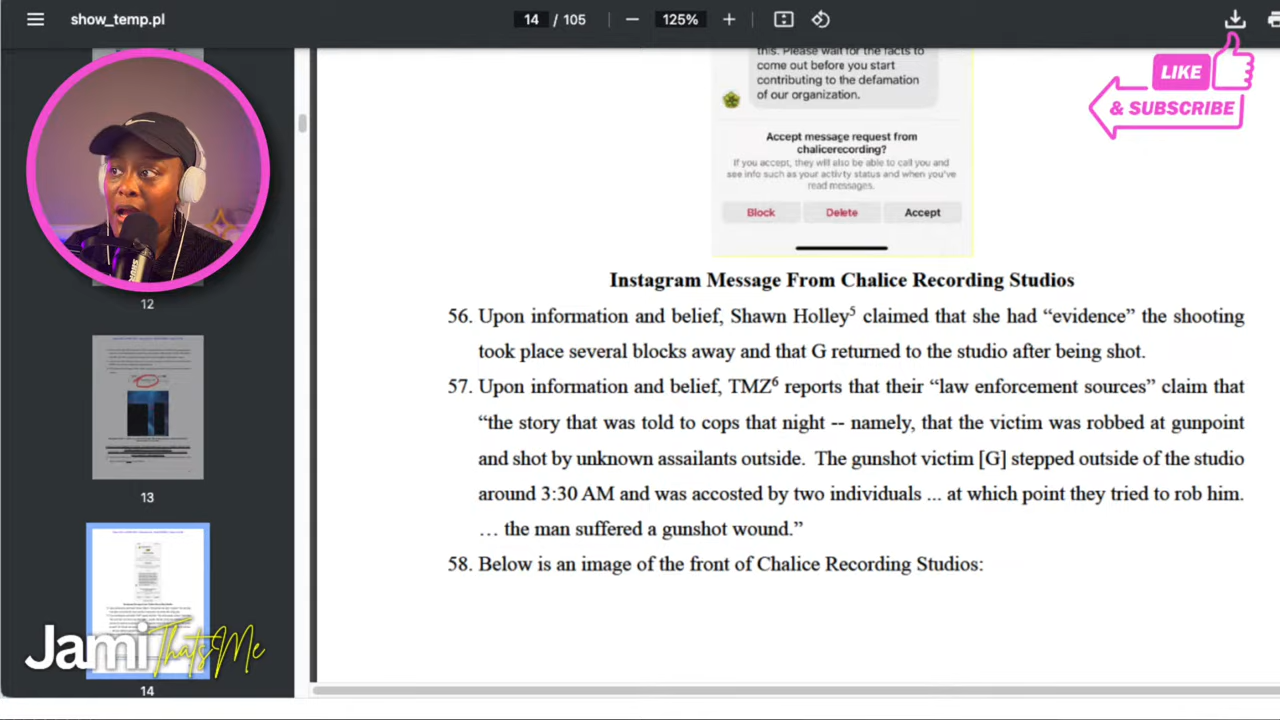 show_temp.pl
14 / 105
125%
this. Please wait for the facts to
come out before you start
contributing to the defamation
of our organization.
LIKE
& SUBSCRIBE
Accept message request from
chalicerecording?
If you accept, they will also be able to call you and
see info such as your activty status and when you've
read messages.
Block Delete Accept
Instagram Message From Chalice Recording Studios
56. Upon information and belief, Shawn Holley5 claimed that she had “evidence” the shooting
took place several blocks away and that G returned to the studio after being shot.
57. Upon information and belief, TMZ6 reports that their “law enforcement sources” claim that
“the story that was told to cops that night -- namely, that the victim was robbed at gunpoint
and shot by unknown assailants outside. The gunshot victim [G] stepped outside of the studio
around 3:30 AM and was accosted by two individuals ... at which point they tried to rob him.
… the man suffered a gunshot wound.”
58. Below is an image of the front of Chalice Recording Studios:
12
13
14
Jami ThatsMe